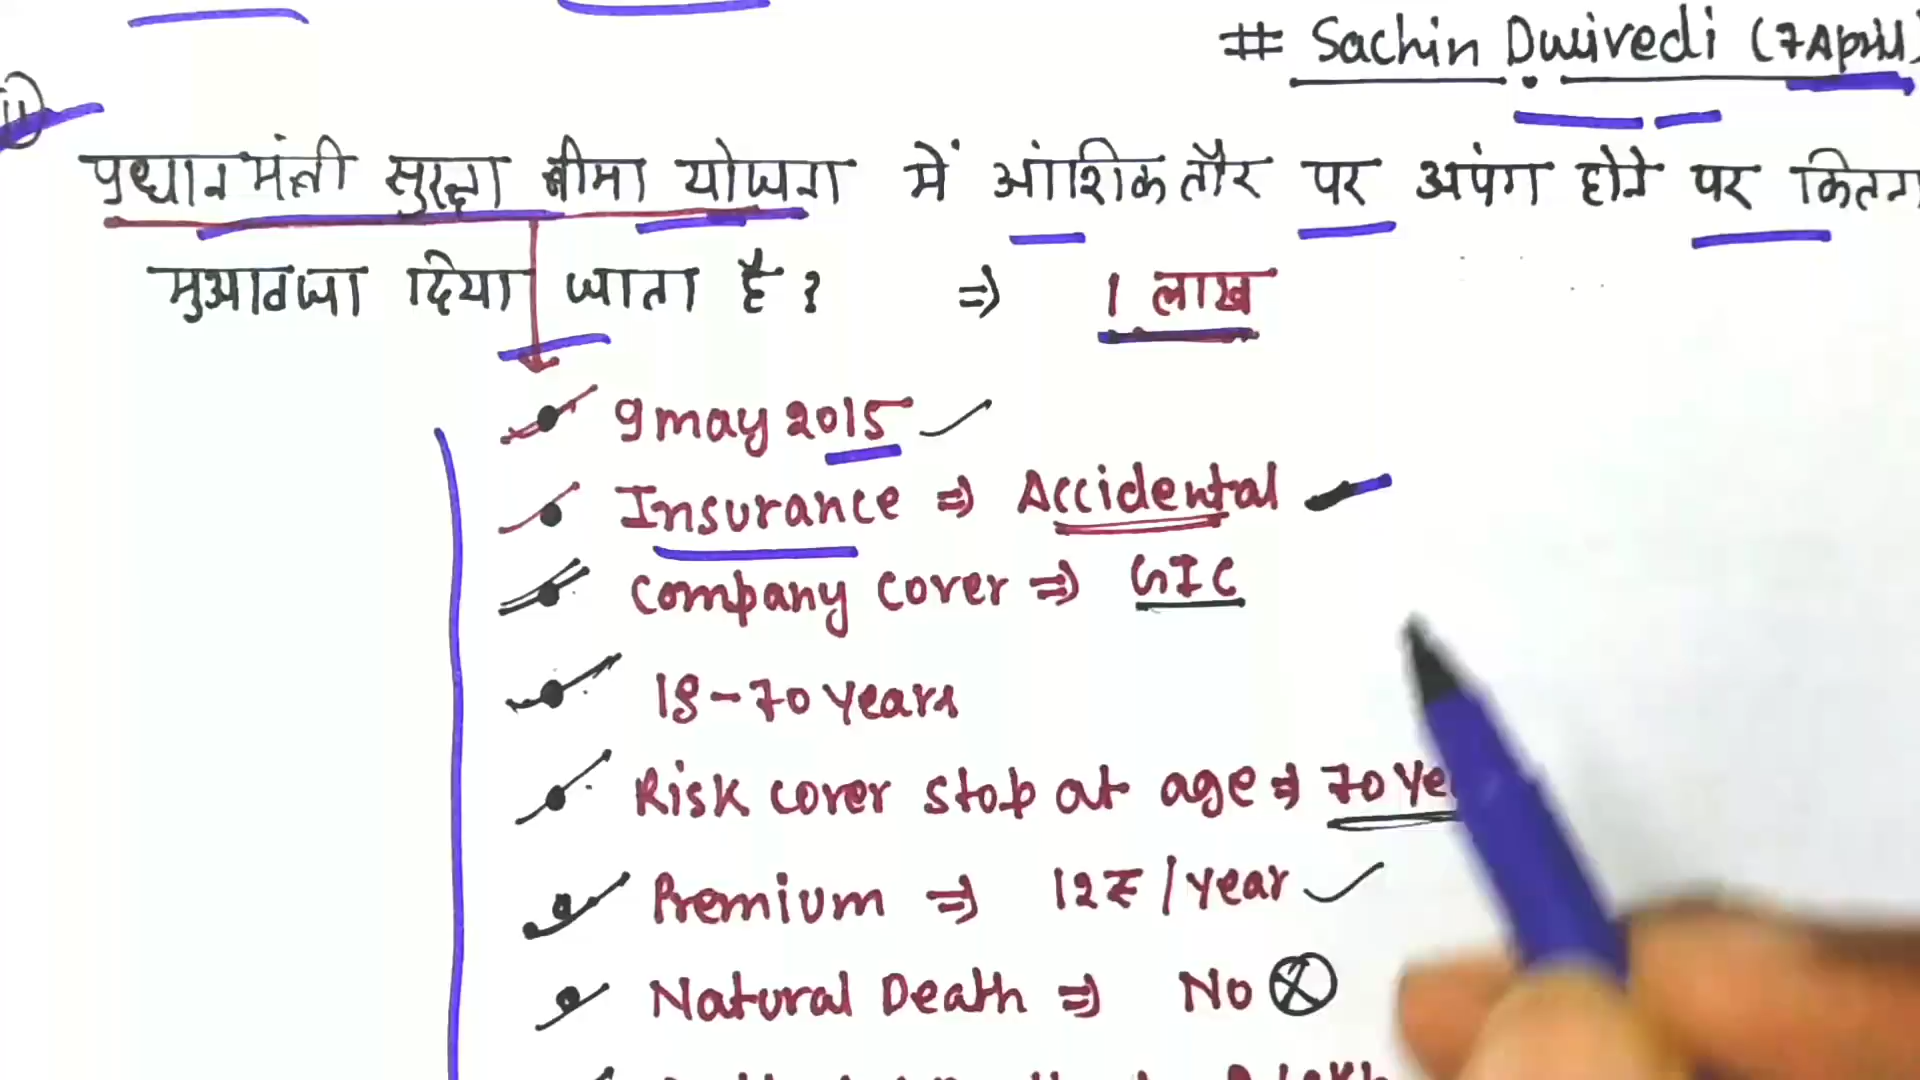 # Sachin Dwivedi (7April)
11
प्रधानमंत्री सुरक्षा बीमा योजना में आंशिक तौर पर अपंग होने पर कितना
मुआवजा दिया जाता है? ⇒ 1 लाख
• 9 may 2015
• Insurance ⇒ Accidental
• Company cover ⇒ GIC
• 18-70 years
• Risk cover stop at age ⇒ 70 Ye
• Premium ⇒ 12₹/year
• Natural Death ⇒ No